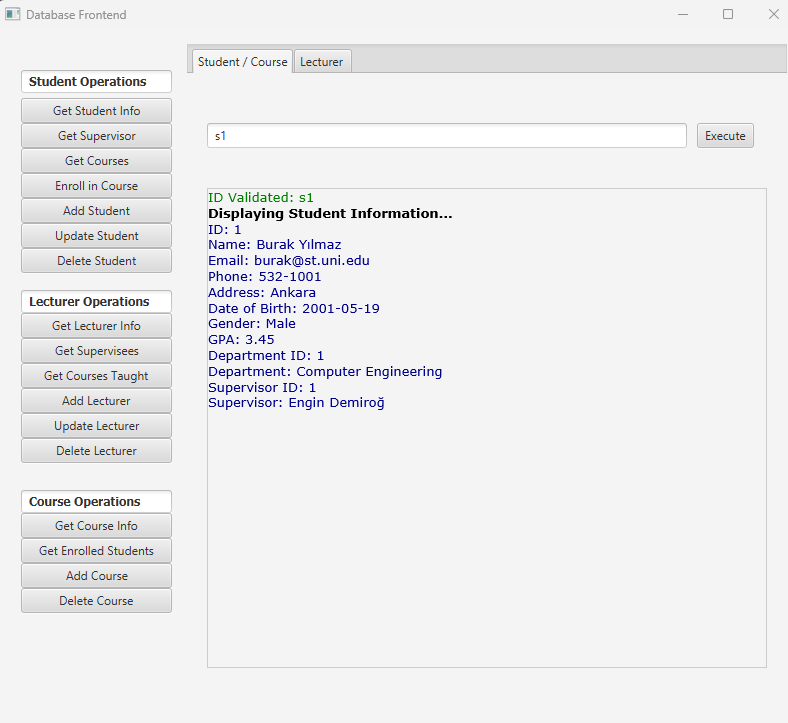 Database Frontend
Student Operations
Get Student Info
Get Supervisor
Get Courses
Enroll in Course
Add Student
Update Student
Delete Student
Lecturer Operations
Get Lecturer Info
Get Supervisees
Get Courses Taught
Add Lecturer
Update Lecturer
Delete Lecturer
Course Operations
Get Course Info
Get Enrolled Students
Add Course
Delete Course
Student / Course Lecturer
s1 Execute
ID Validated: s1
Displaying Student Information...
ID: 1
Name: Burak Yılmaz
Email: burak@st.uni.edu
Phone: 532-1001
Address: Ankara
Date of Birth: 2001-05-19
Gender: Male
GPA: 3.45
Department ID: 1
Department: Computer Engineering
Supervisor ID: 1
Supervisor: Engin Demiroğ